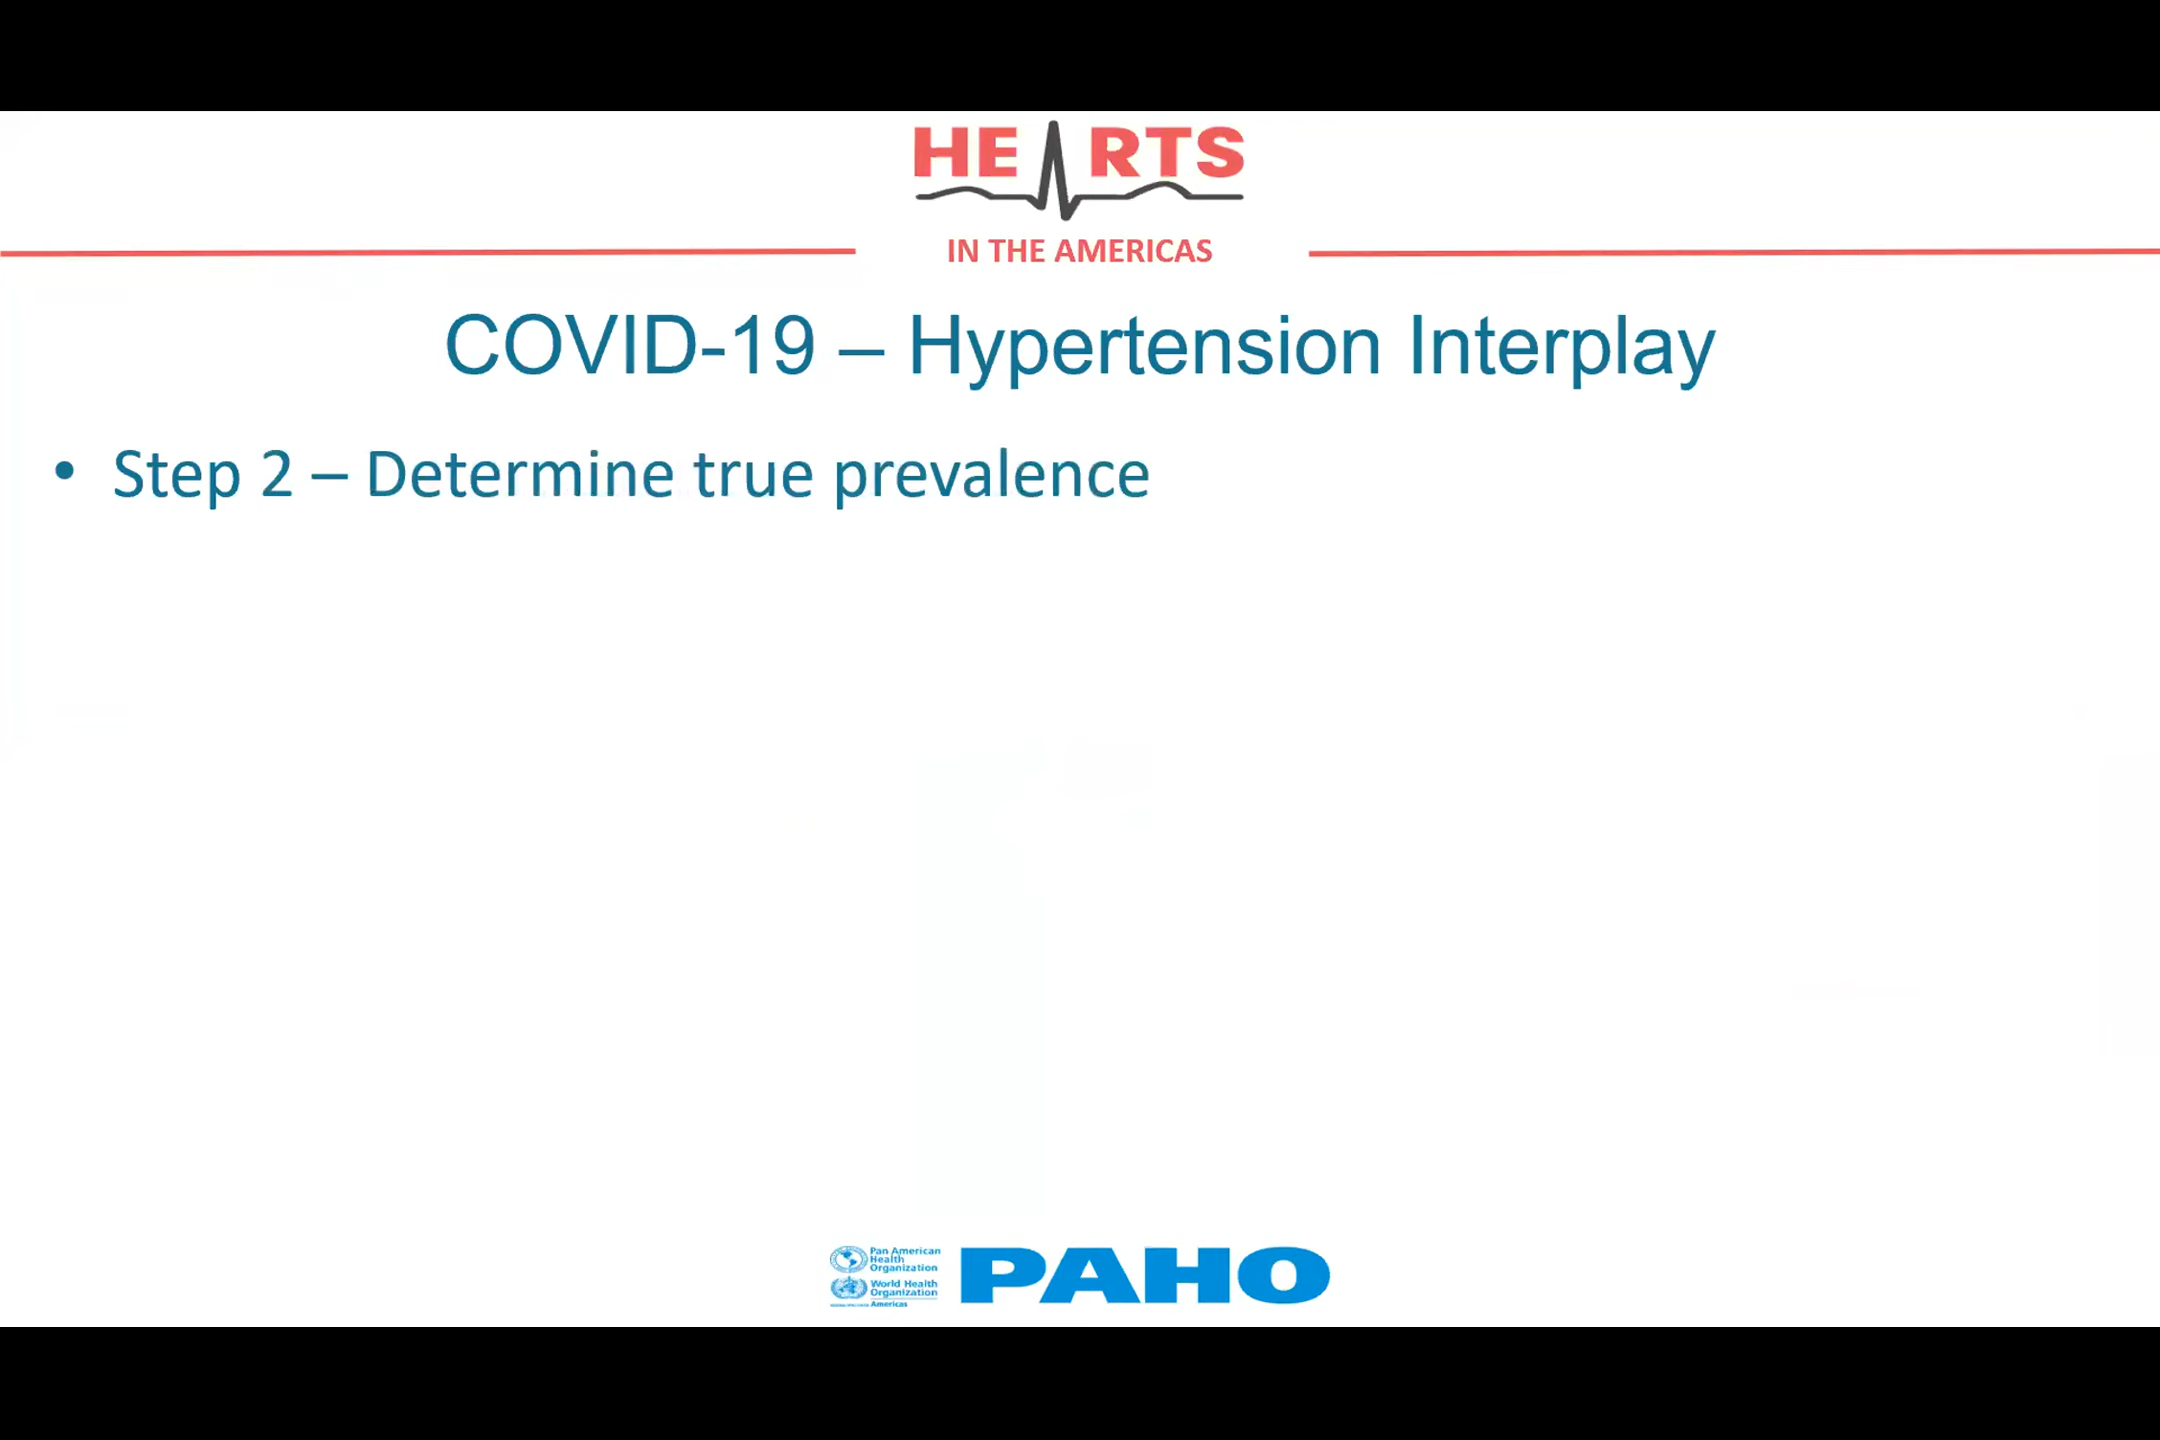 HEARTS
IN THE AMERICAS
COVID-19 – Hypertension Interplay
• Step 2 – Determine true prevalence
Pan American
Health
Organization
World Health
Organization
Americas
PAHO